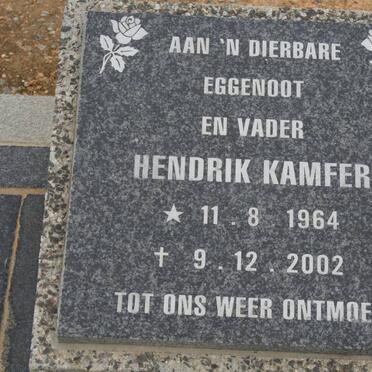 AAN 'N DIERBARE
EGGENOOT
EN VADER
HENDRIK KAMFER
★ 11 . 8 1964
✝ 9 . 12 . 2002
TOT ONS WEER ONTMOE